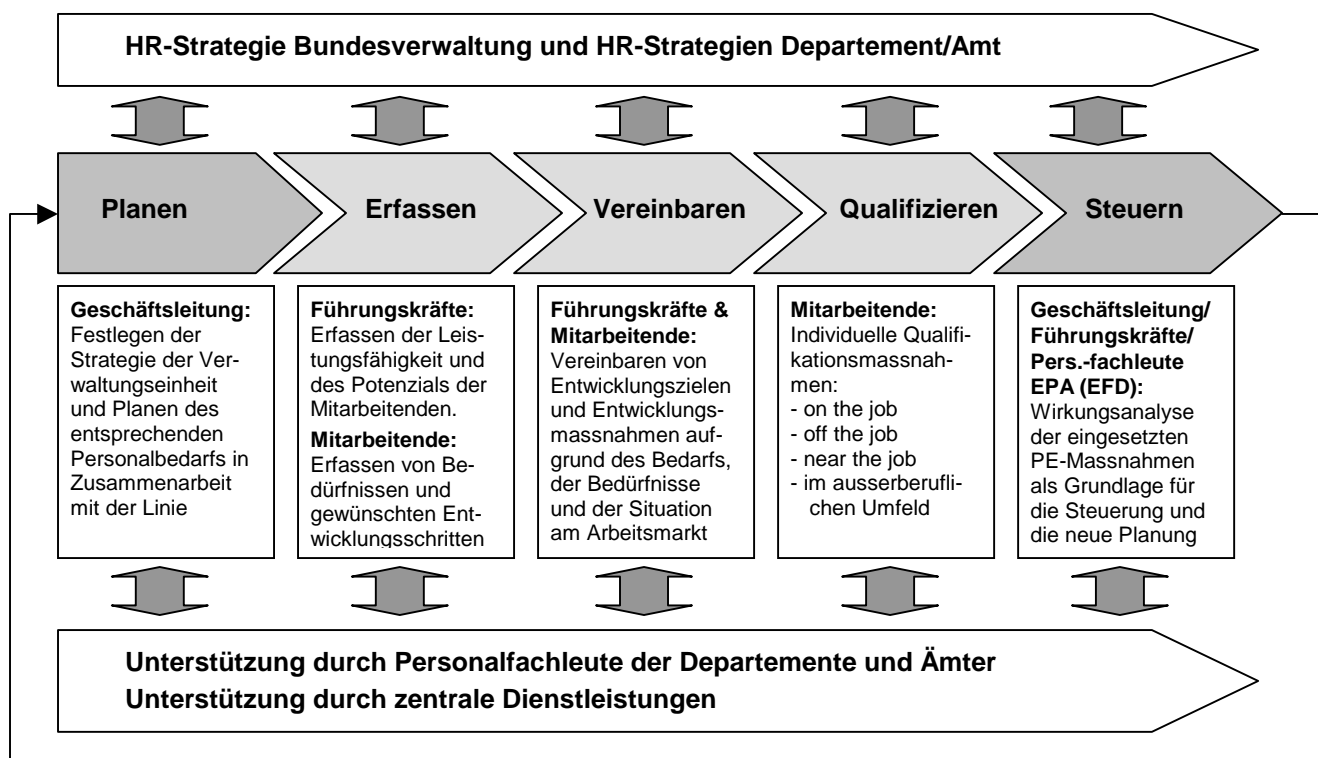 HR-Strategie Bundesverwaltung und HR-Strategien Departement/Amt
Planen
Erfassen
Vereinbaren
Qualifizieren
Steuern
Geschäftsleitung:
Festlegen der
Strategie der Ver-
waltungseinheit
und Planen des
entsprechenden
Personalbedarfs in
Zusammenarbeit
mit der Linie
Führungskräfte:
Erfassen der Leis-
tungsfähigkeit und
des Potenzials der
Mitarbeitenden.
Mitarbeitende:
Erfassen von Be-
dürfnissen und
gewünschten Ent-
wicklungsschritten
Führungskräfte &
Mitarbeitende:
Vereinbaren von
Entwicklungszielen
und Entwicklungs-
massnahmen auf-
grund des Bedarfs,
der Bedürfnisse
und der Situation
am Arbeitsmarkt
Mitarbeitende:
Individuelle Qualifi-
kationsmassnah-
men:
- on the job
- off the job
- near the job
- im ausserberufli-
chen Umfeld
Geschäftsleitung/
Führungskräfte/
Pers.-fachleute
EPA (EFD):
Wirkungsanalyse
der eingesetzten
PE-Massnahmen
als Grundlage für
die Steuerung und
die neue Planung
Unterstützung durch Personalfachleute der Departemente und Ämter
Unterstützung durch zentrale Dienstleistungen